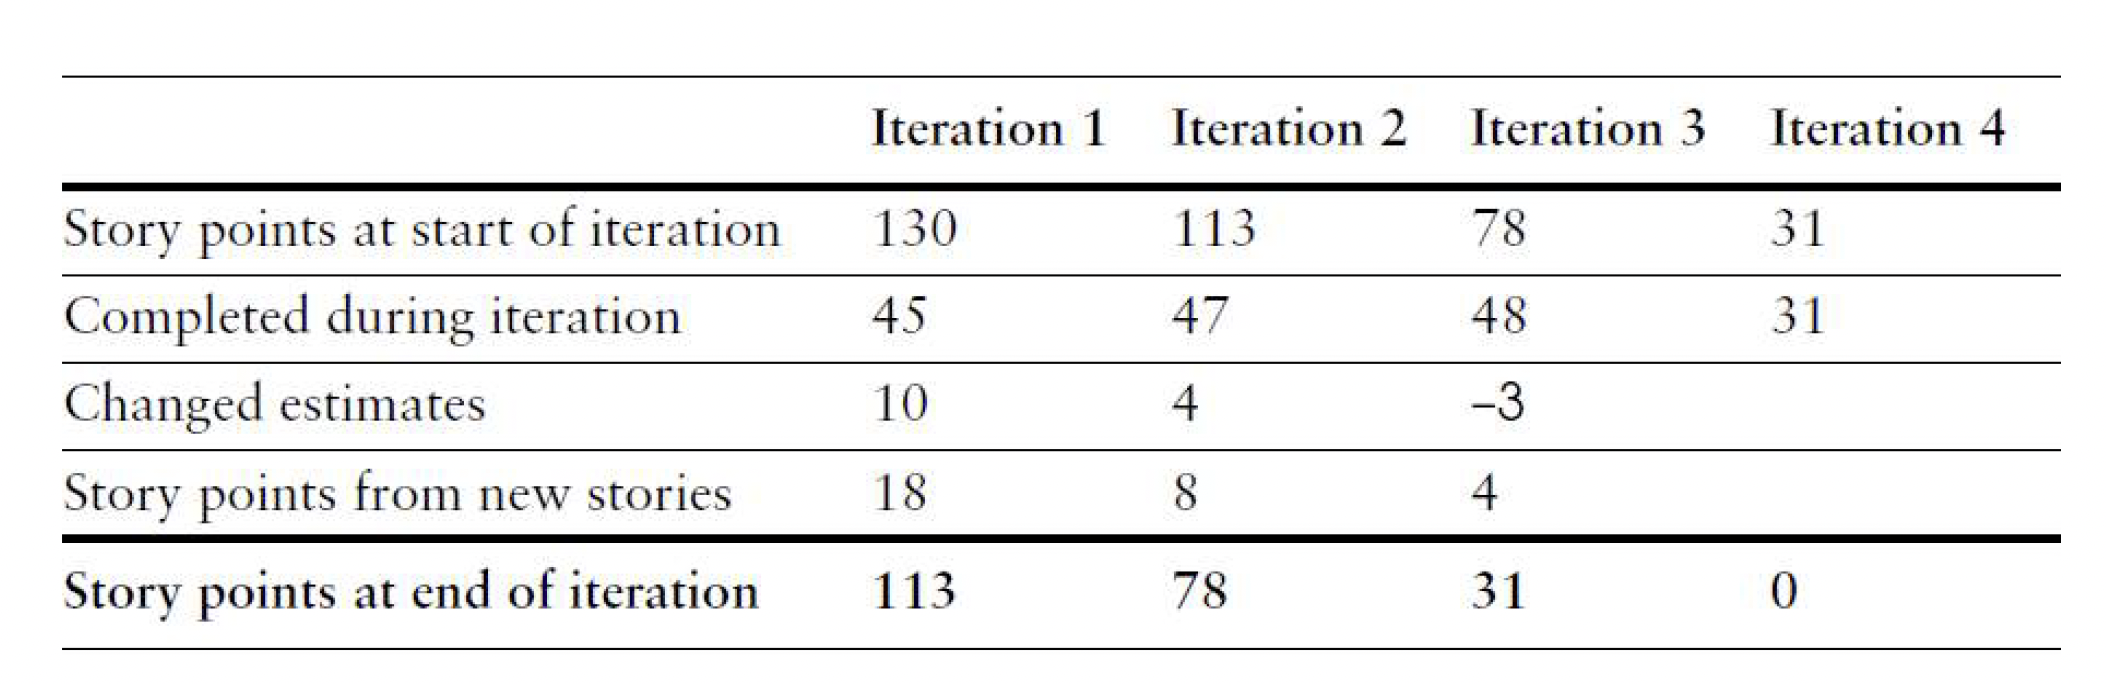 Iteration 1 Iteration 2 Iteration 3 Iteration 4
Story points at start of iteration 130 113 78 31
Completed during iteration 45 47 48 31
Changed estimates 10 4 –3
Story points from new stories 18 8 4
Story points at end of iteration 113 78 31 0